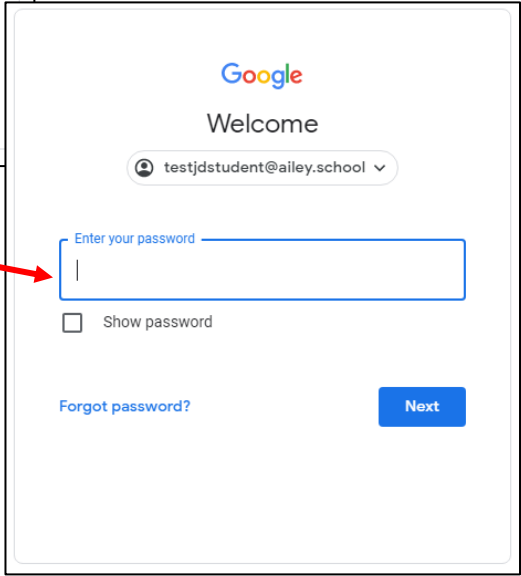 Google
Welcome
testjdstudent@ailey.school
Enter your password
Show password
Forgot password?
Next